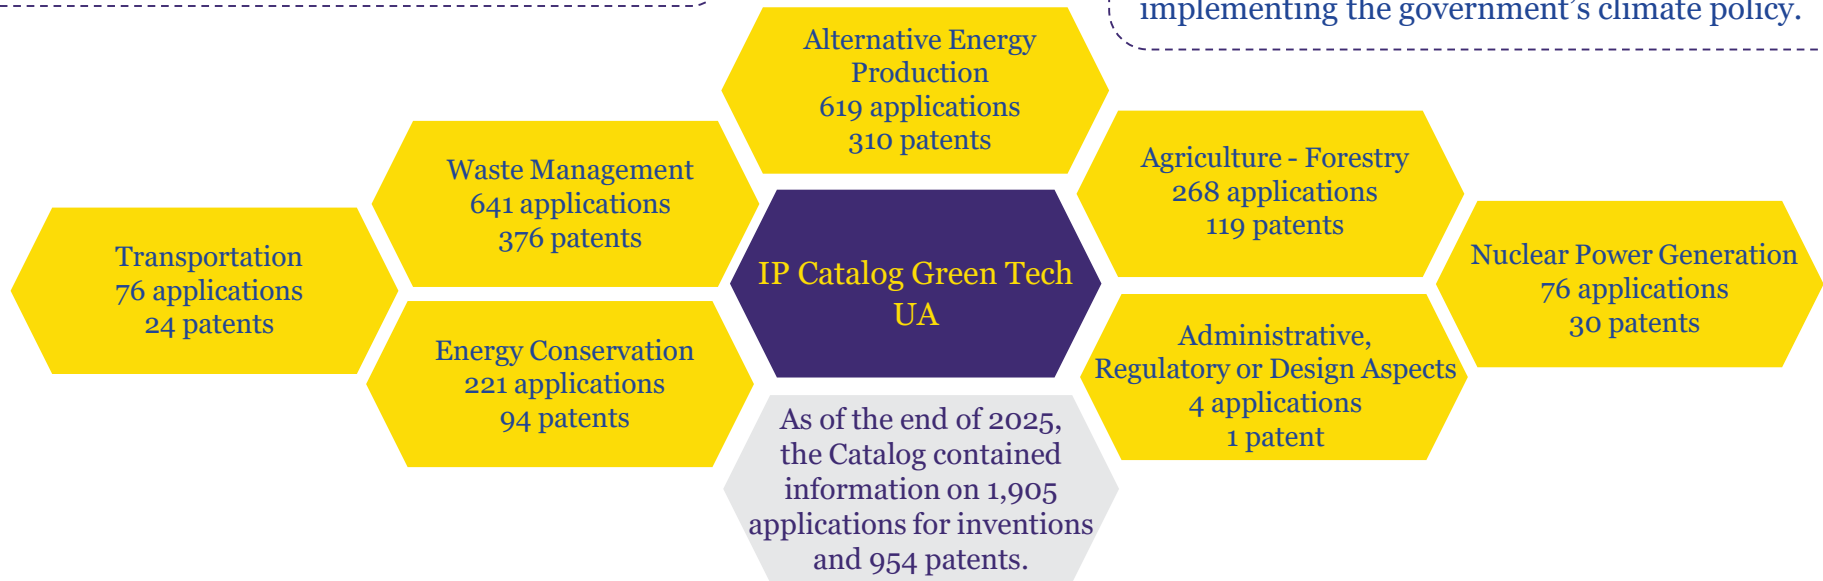 implementing the government's climate policy.
Alternative Energy
Production
619 applications
310 patents
Waste Management
641 applications
376 patents
Agriculture - Forestry
268 applications
119 patents
Transportation
76 applications
24 patents
IP Catalog Green Tech
UA
Nuclear Power Generation
76 applications
30 patents
Energy Conservation
221 applications
94 patents
Administrative,
Regulatory or Design Aspects
4 applications
1 patent
As of the end of 2025,
the Catalog contained
information on 1,905
applications for inventions
and 954 patents.